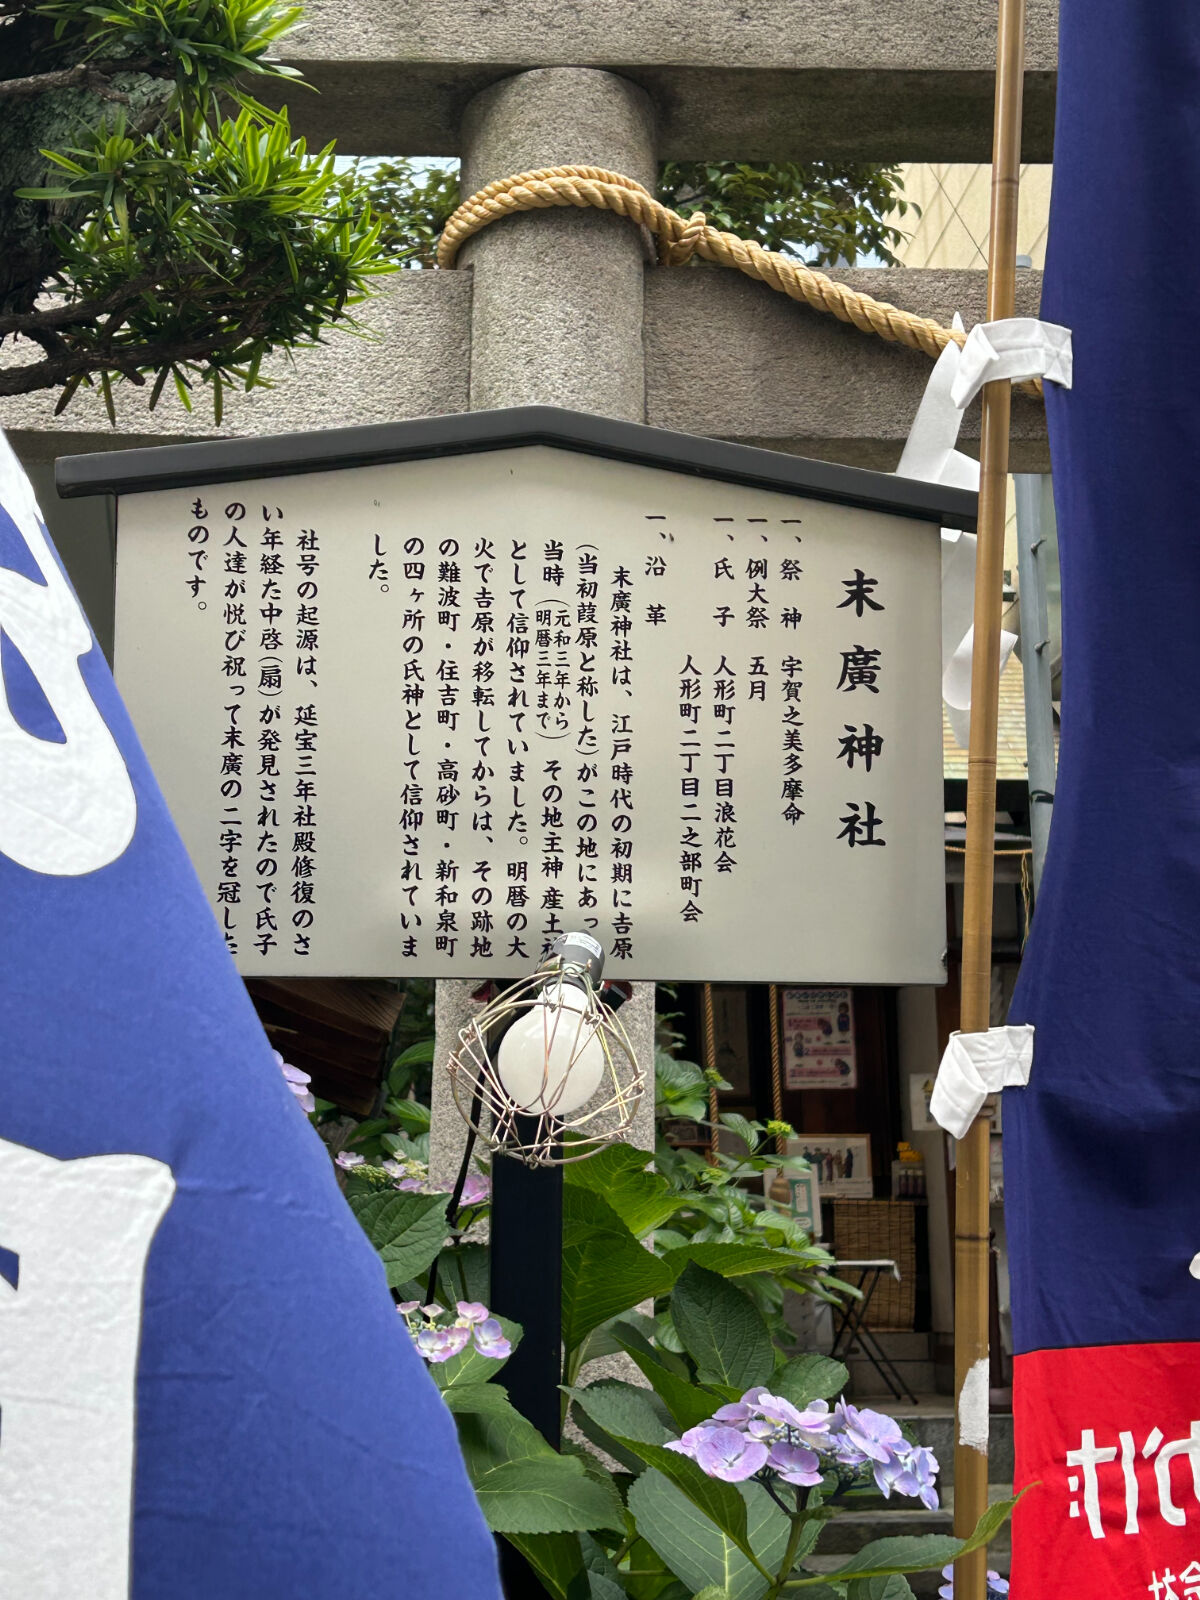 末廣神社
一、祭 神 宇賀之美多摩命
一、例大祭 五月
一、氏 子 人形町二丁目浪花会
人形町二丁目二之部町会
一、沿 革
末廣神社は、江戸時代の初期に𠮷原
(当初葭原と称した)がこの地にあっ
当時(元和三年から明暦三年まで)その地主神産土
として信仰されていました。明暦の大
火で𠮷原が移転してからは、その跡地
の難波町・住吉町・高砂町・新和泉町
の四ヶ所の氏神として信仰されていま
した。
社号の起源は、延宝三年社殿修復のさ
い年経た中啓(扇)が発見されたので氏子
の人達が悦び祝って末廣の二字を冠した
ものです。